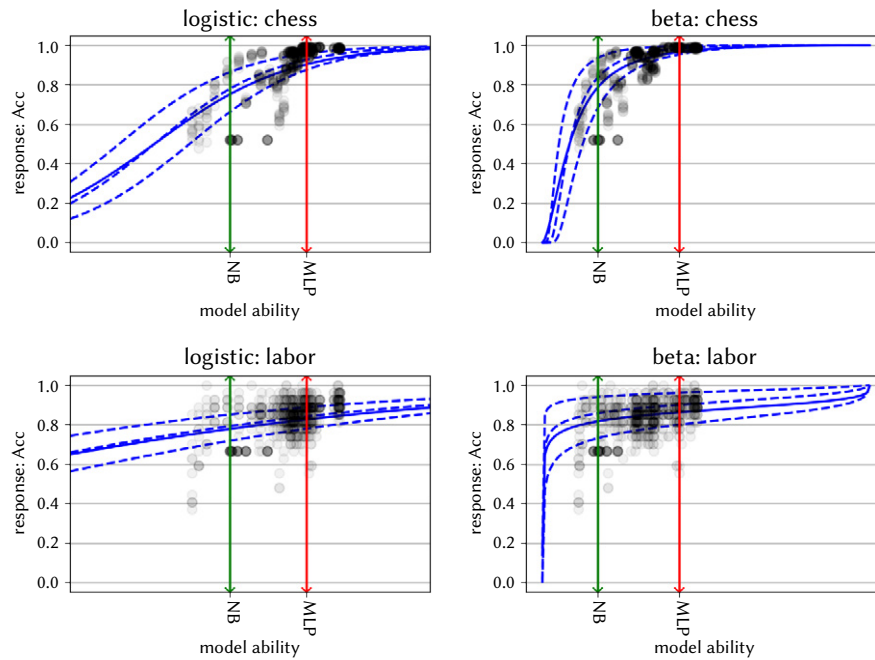 logistic: chess
response: Acc
1.0
0.8
0.6
0.4
0.2
0.0
NB
MLP
model ability
beta: chess
response: Acc
1.0
0.8
0.6
0.4
0.2
0.0
NB
MLP
model ability
logistic: labor
response: Acc
1.0
0.8
0.6
0.4
0.2
0.0
NB
MLP
model ability
beta: labor
response: Acc
1.0
0.8
0.6
0.4
0.2
0.0
NB
MLP
model ability